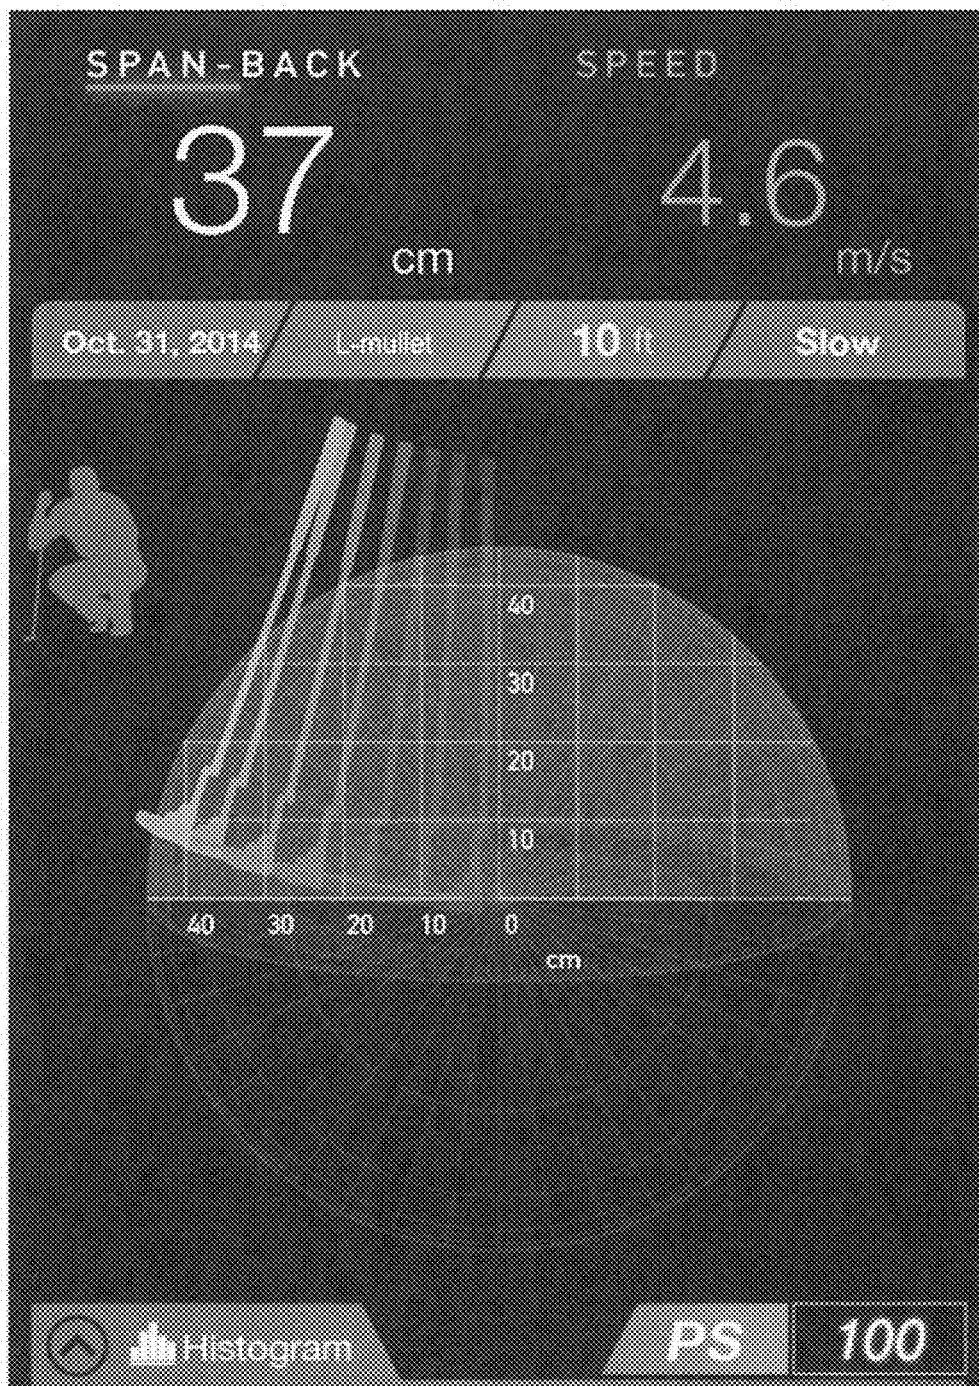 SPAN-BACK SPEED
37 cm 4.6 m/s
Oct. 31, 2014 L-mullet 10 ft Slow
40
30
20
10
40 30 20 10 0
cm
Histogram PS 100